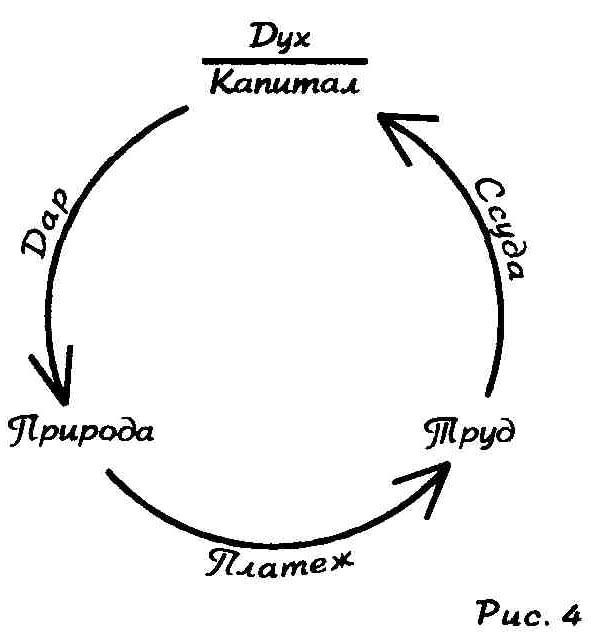 Дух
Капитал
Дар
Ссуда
Природа
Труд
Платеж
Рис. 4